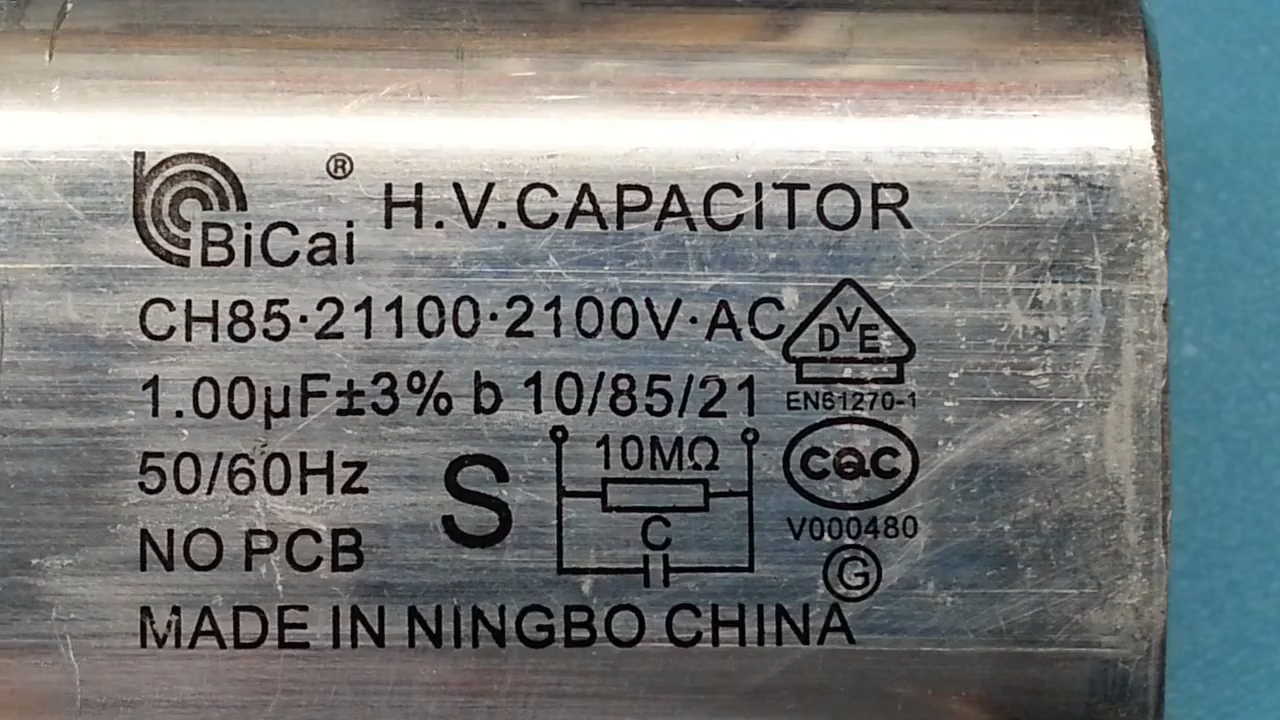 BiCai ® H.V.CAPACITOR
CH85·21100·2100V·AC
DVE
1.00µF±3% b 10/85/21
EN61270-1
50/60Hz
S
10MΩ
CQC
C
V000480
NO PCB
G
MADE IN NINGBO CHINA